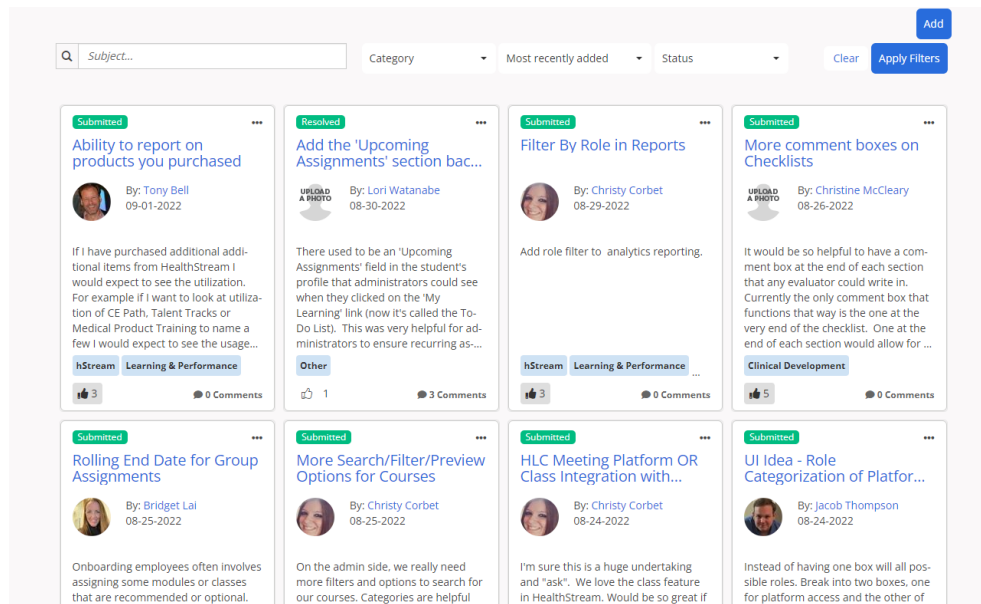 Add
Subject...
Category
Most recently added
Status
Clear
Apply Filters
Submitted
Ability to report on
products you purchased
By: Tony Bell
09-01-2022
If I have purchased additional addi-
tional items from HealthStream I
would expect to see the utilization.
For example if I want to look at utiliza-
tion of CE Path, Talent Tracks or
Medical Product Training to name a
few I would expect to see the usage...
hStream Learning & Performance
3
0 Comments
Resolved
Add the 'Upcoming
Assignments' section bac...
UPLOAD
A PHOTO
By: Lori Watanabe
08-30-2022
There used to be an 'Upcoming
Assignments' field in the student's
profile that administrators could see
when they clicked on the 'My
Learning' link (now it's called the To-
Do List).  This was very helpful for ad-
ministrators to ensure recurring as-...
Other
1
3 Comments
Submitted
Filter By Role in Reports
By: Christy Corbet
08-29-2022
Add role filter to  analytics reporting.
hStream Learning & Performance ...
3
0 Comments
Submitted
More comment boxes on
Checklists
UPLOAD
A PHOTO
By: Christine McCleary
08-26-2022
It would be so helpful to have a com-
ment box at the end of each section
that any evaluator could write in.
Currently the only comment box that
functions that way is the one at the
very end of the checklist.  One at the
end of each section would allow for ...
Clinical Development
5
0 Comments
Submitted
Rolling End Date for Group
Assignments
By: Bridget Lai
08-25-2022
Onboarding employees often involves
assigning some modules or classes
that are recommended or optional.
Submitted
More Search/Filter/Preview
Options for Courses
By: Christy Corbet
08-25-2022
On the admin side, we really need
more filters and options to search for
our courses. Categories are helpful
Submitted
HLC Meeting Platform OR
Class Integration with...
By: Christy Corbet
08-24-2022
I'm sure this is a huge undertaking
and "ask".  We love the class feature
in HealthStream. Would be so great if
Submitted
UI Idea - Role
Categorization of Platfor...
By: Jacob Thompson
08-24-2022
Instead of having one box will all pos-
sible roles. Break into two boxes, one
for platform access and the other of